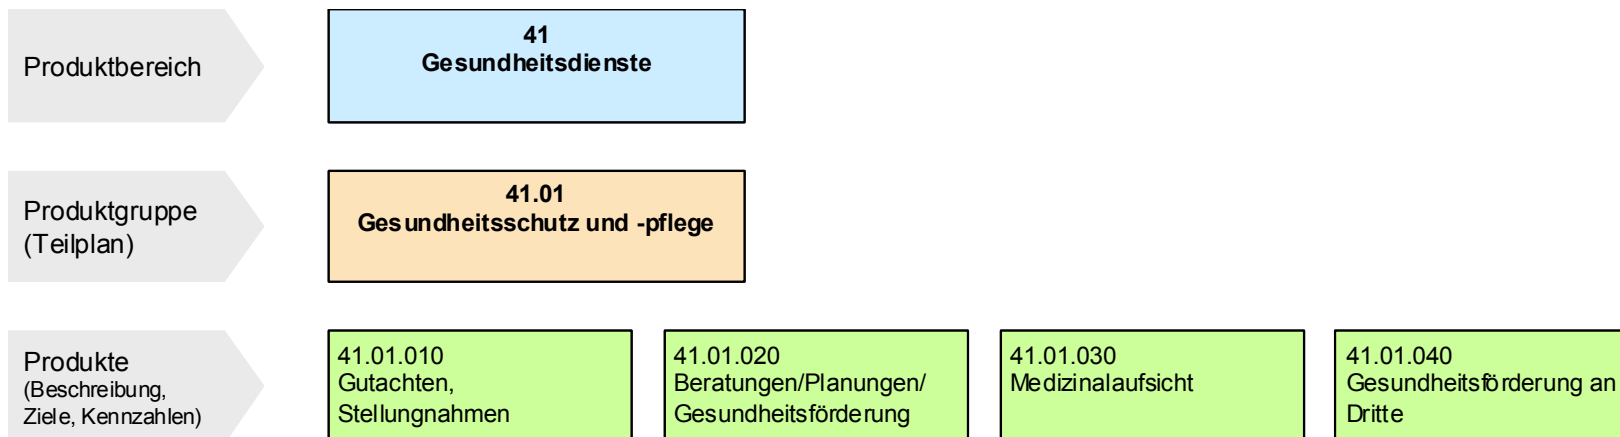 Produktbereich
41
Gesundheitsdienste
Produktgruppe
(Teilplan)
41.01
Gesundheitsschutz und -pflege
Produkte
(Beschreibung,
Ziele, Kennzahlen)
41.01.010
Gutachten,
Stellungnahmen
41.01.020
Beratungen/Planungen/
Gesundheitsförderung
41.01.030
Medizinalaufsicht
41.01.040
Gesundheitsförderung an
Dritte